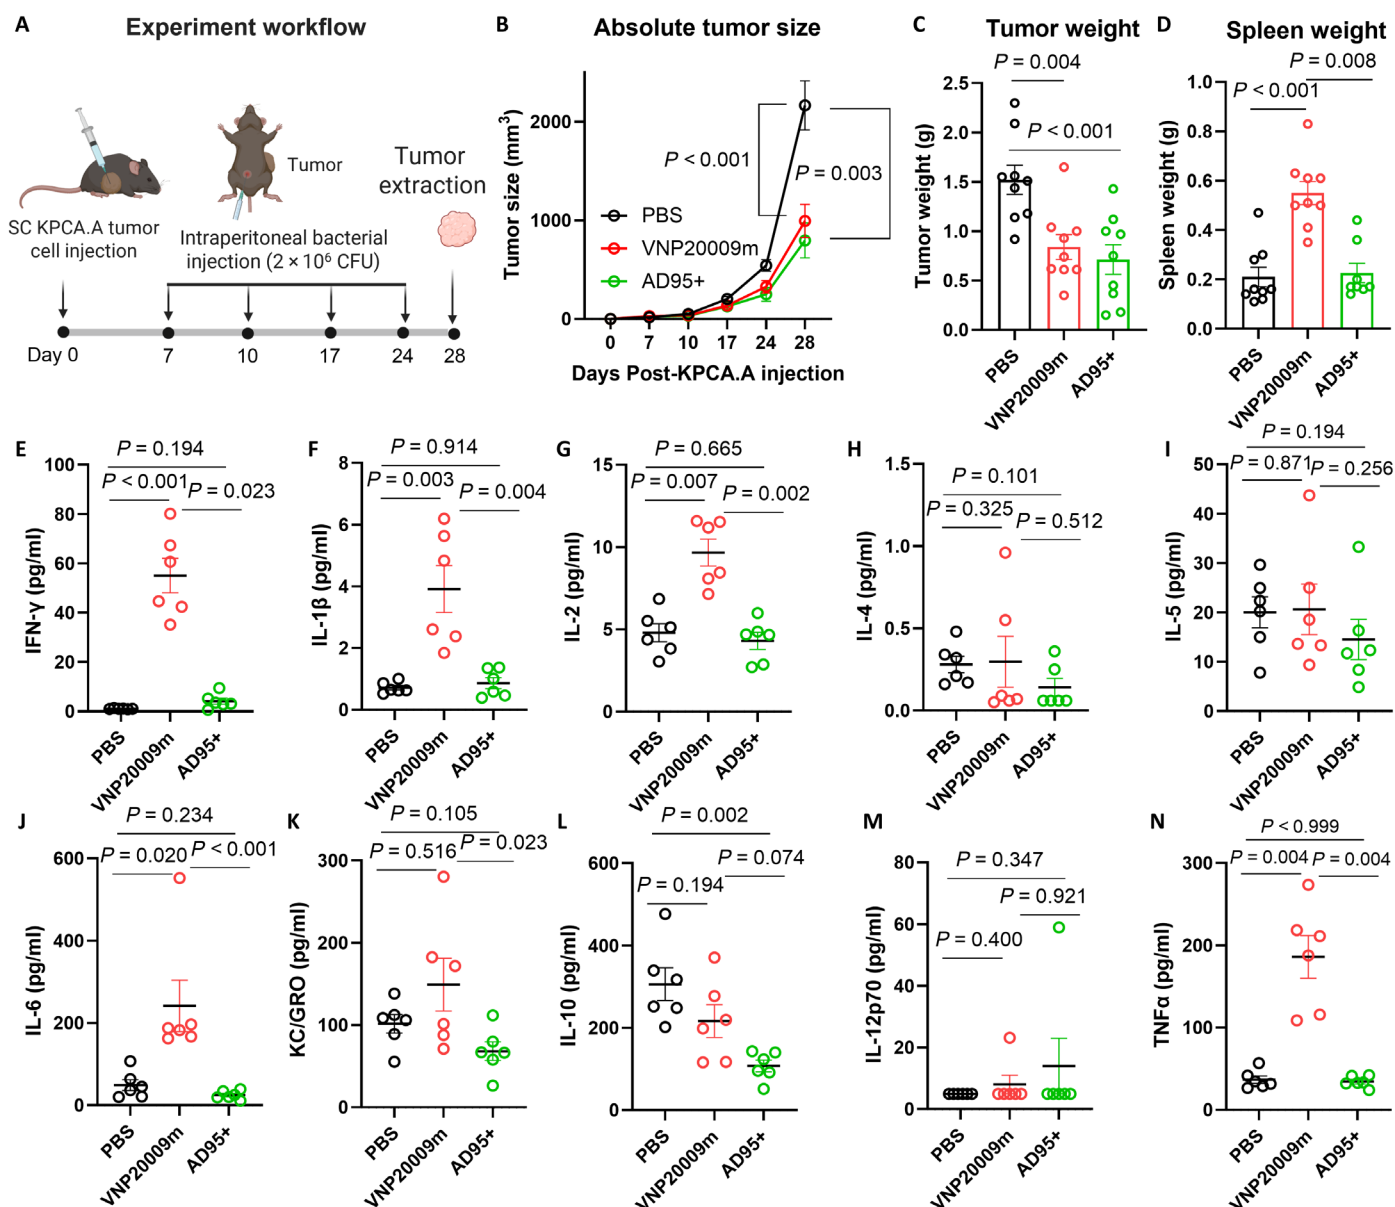 A
Experiment workflow
Tumor
Tumor
extraction
SC KPCA.A tumor
cell injection
Intraperitoneal bacterial
injection (2 × 10⁶ CFU)
Day 0
7
10
17
24
28
B
Absolute tumor size
Tumor size (mm³)
2000
1000
0
P < 0.001
P = 0.003
PBS
VNP20009m
AD95+
0
7
10
17
24
28
Days Post-KPCA.A injection
C
Tumor weight
P = 0.004
P < 0.001
Tumor weight (g)
2.5
2.0
1.5
1.0
0.5
0.0
PBS
VNP20009m
AD95+
D
Spleen weight
P = 0.008
P < 0.001
Spleen weight (g)
1.0
0.8
0.6
0.4
0.2
0.0
PBS
VNP20009m
AD95+
E
P = 0.194
P < 0.001
P = 0.023
IFN-γ (pg/ml)
100
80
60
40
20
0
PBS
VNP20009m
AD95+
F
P = 0.914
P = 0.003
P = 0.004
IL-1β (pg/ml)
8
6
4
2
0
PBS
VNP20009m
AD95+
G
P = 0.665
P = 0.007
P = 0.002
IL-2 (pg/ml)
15
10
5
0
PBS
VNP20009m
AD95+
H
P = 0.101
P = 0.325
P = 0.512
IL-4 (pg/ml)
1.5
1.0
0.5
0.0
PBS
VNP20009m
AD95+
I
P = 0.194
P = 0.871
P = 0.256
IL-5 (pg/ml)
50
40
30
20
10
0
PBS
VNP20009m
AD95+
J
P = 0.234
P = 0.020
P < 0.001
IL-6 (pg/ml)
600
400
200
0
PBS
VNP20009m
AD95+
K
P = 0.105
P = 0.516
P = 0.023
KC/GRO (pg/ml)
300
200
100
0
PBS
VNP20009m
AD95+
L
P = 0.002
P = 0.074
P = 0.194
IL-10 (pg/ml)
600
400
200
0
PBS
VNP20009m
AD95+
M
P = 0.347
P = 0.921
P = 0.400
IL-12p70 (pg/ml)
80
60
40
20
0
PBS
VNP20009m
AD95+
N
P < 0.999
P = 0.004
P = 0.004
TNFα (pg/ml)
300
200
100
0
PBS
VNP20009m
AD95+